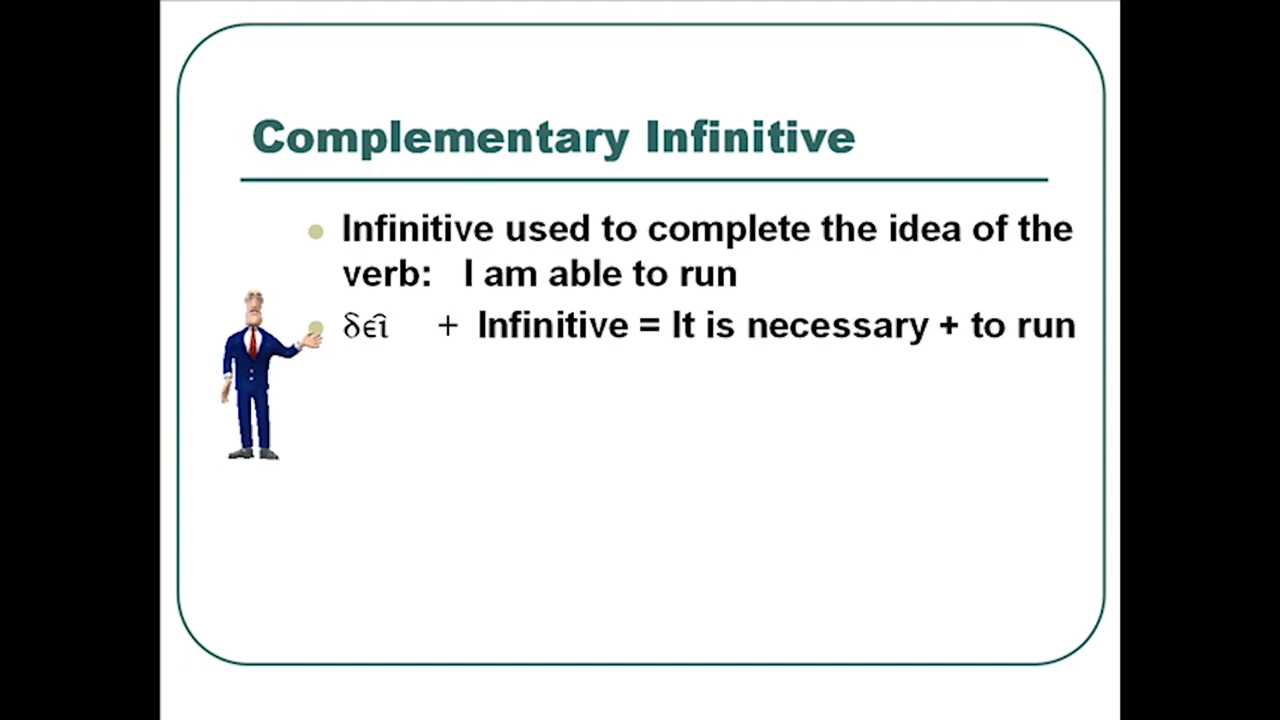 Complementary Infinitive
Infinitive used to complete the idea of the
verb: I am able to run
δεῖ + Infinitive = It is necessary + to run